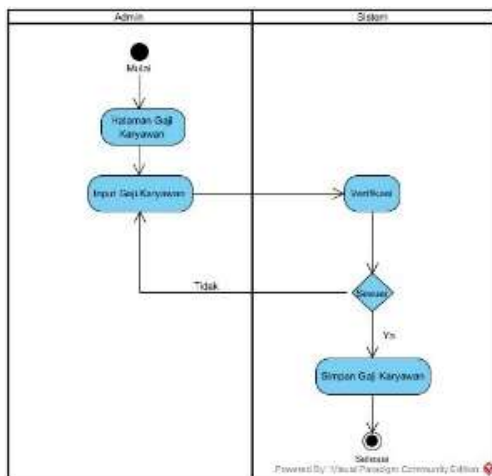 Admin
Sistem
Mulai
Halaman Gaji
Karyawan
Input Gaji Karyawan
Verifikasi
Tidak
Sesuai
Ya
Simpan Gaji Karyawan
Selesai
Powered By: Visual Paradigm Community Edition